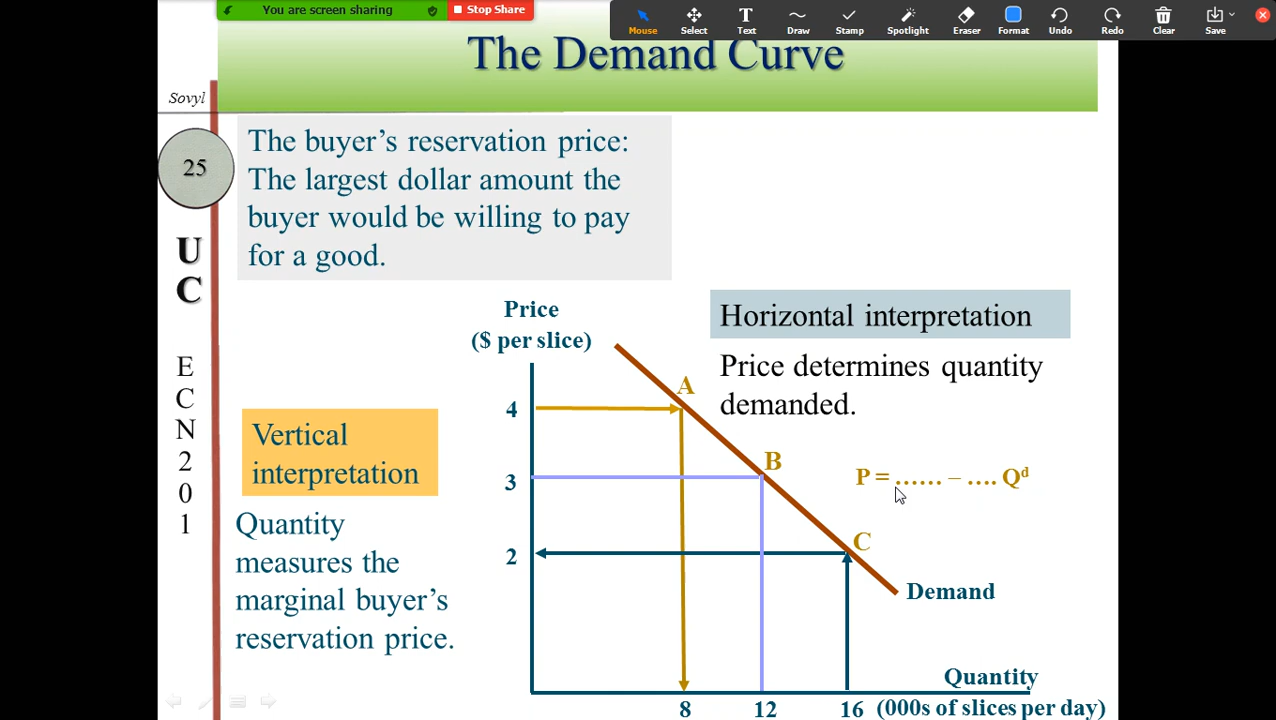 You are screen sharing
Stop Share
Mouse
Select
Text
Draw
Stamp
Spotlight
Eraser
Format
Undo
Redo
Clear
Save
The Demand Curve
Sovyl
25
U
C
E
C
N
2
0
1
The buyer’s reservation price:
The largest dollar amount the
buyer would be willing to pay
for a good.
Horizontal interpretation
Price determines quantity
demanded.
P = …… – …. Qᵈ
Vertical
interpretation
Quantity
measures the
marginal buyer’s
reservation price.
Price
($ per slice)
4
3
2
A
B
C
Demand
8
12
16
Quantity
(000s of slices per day)